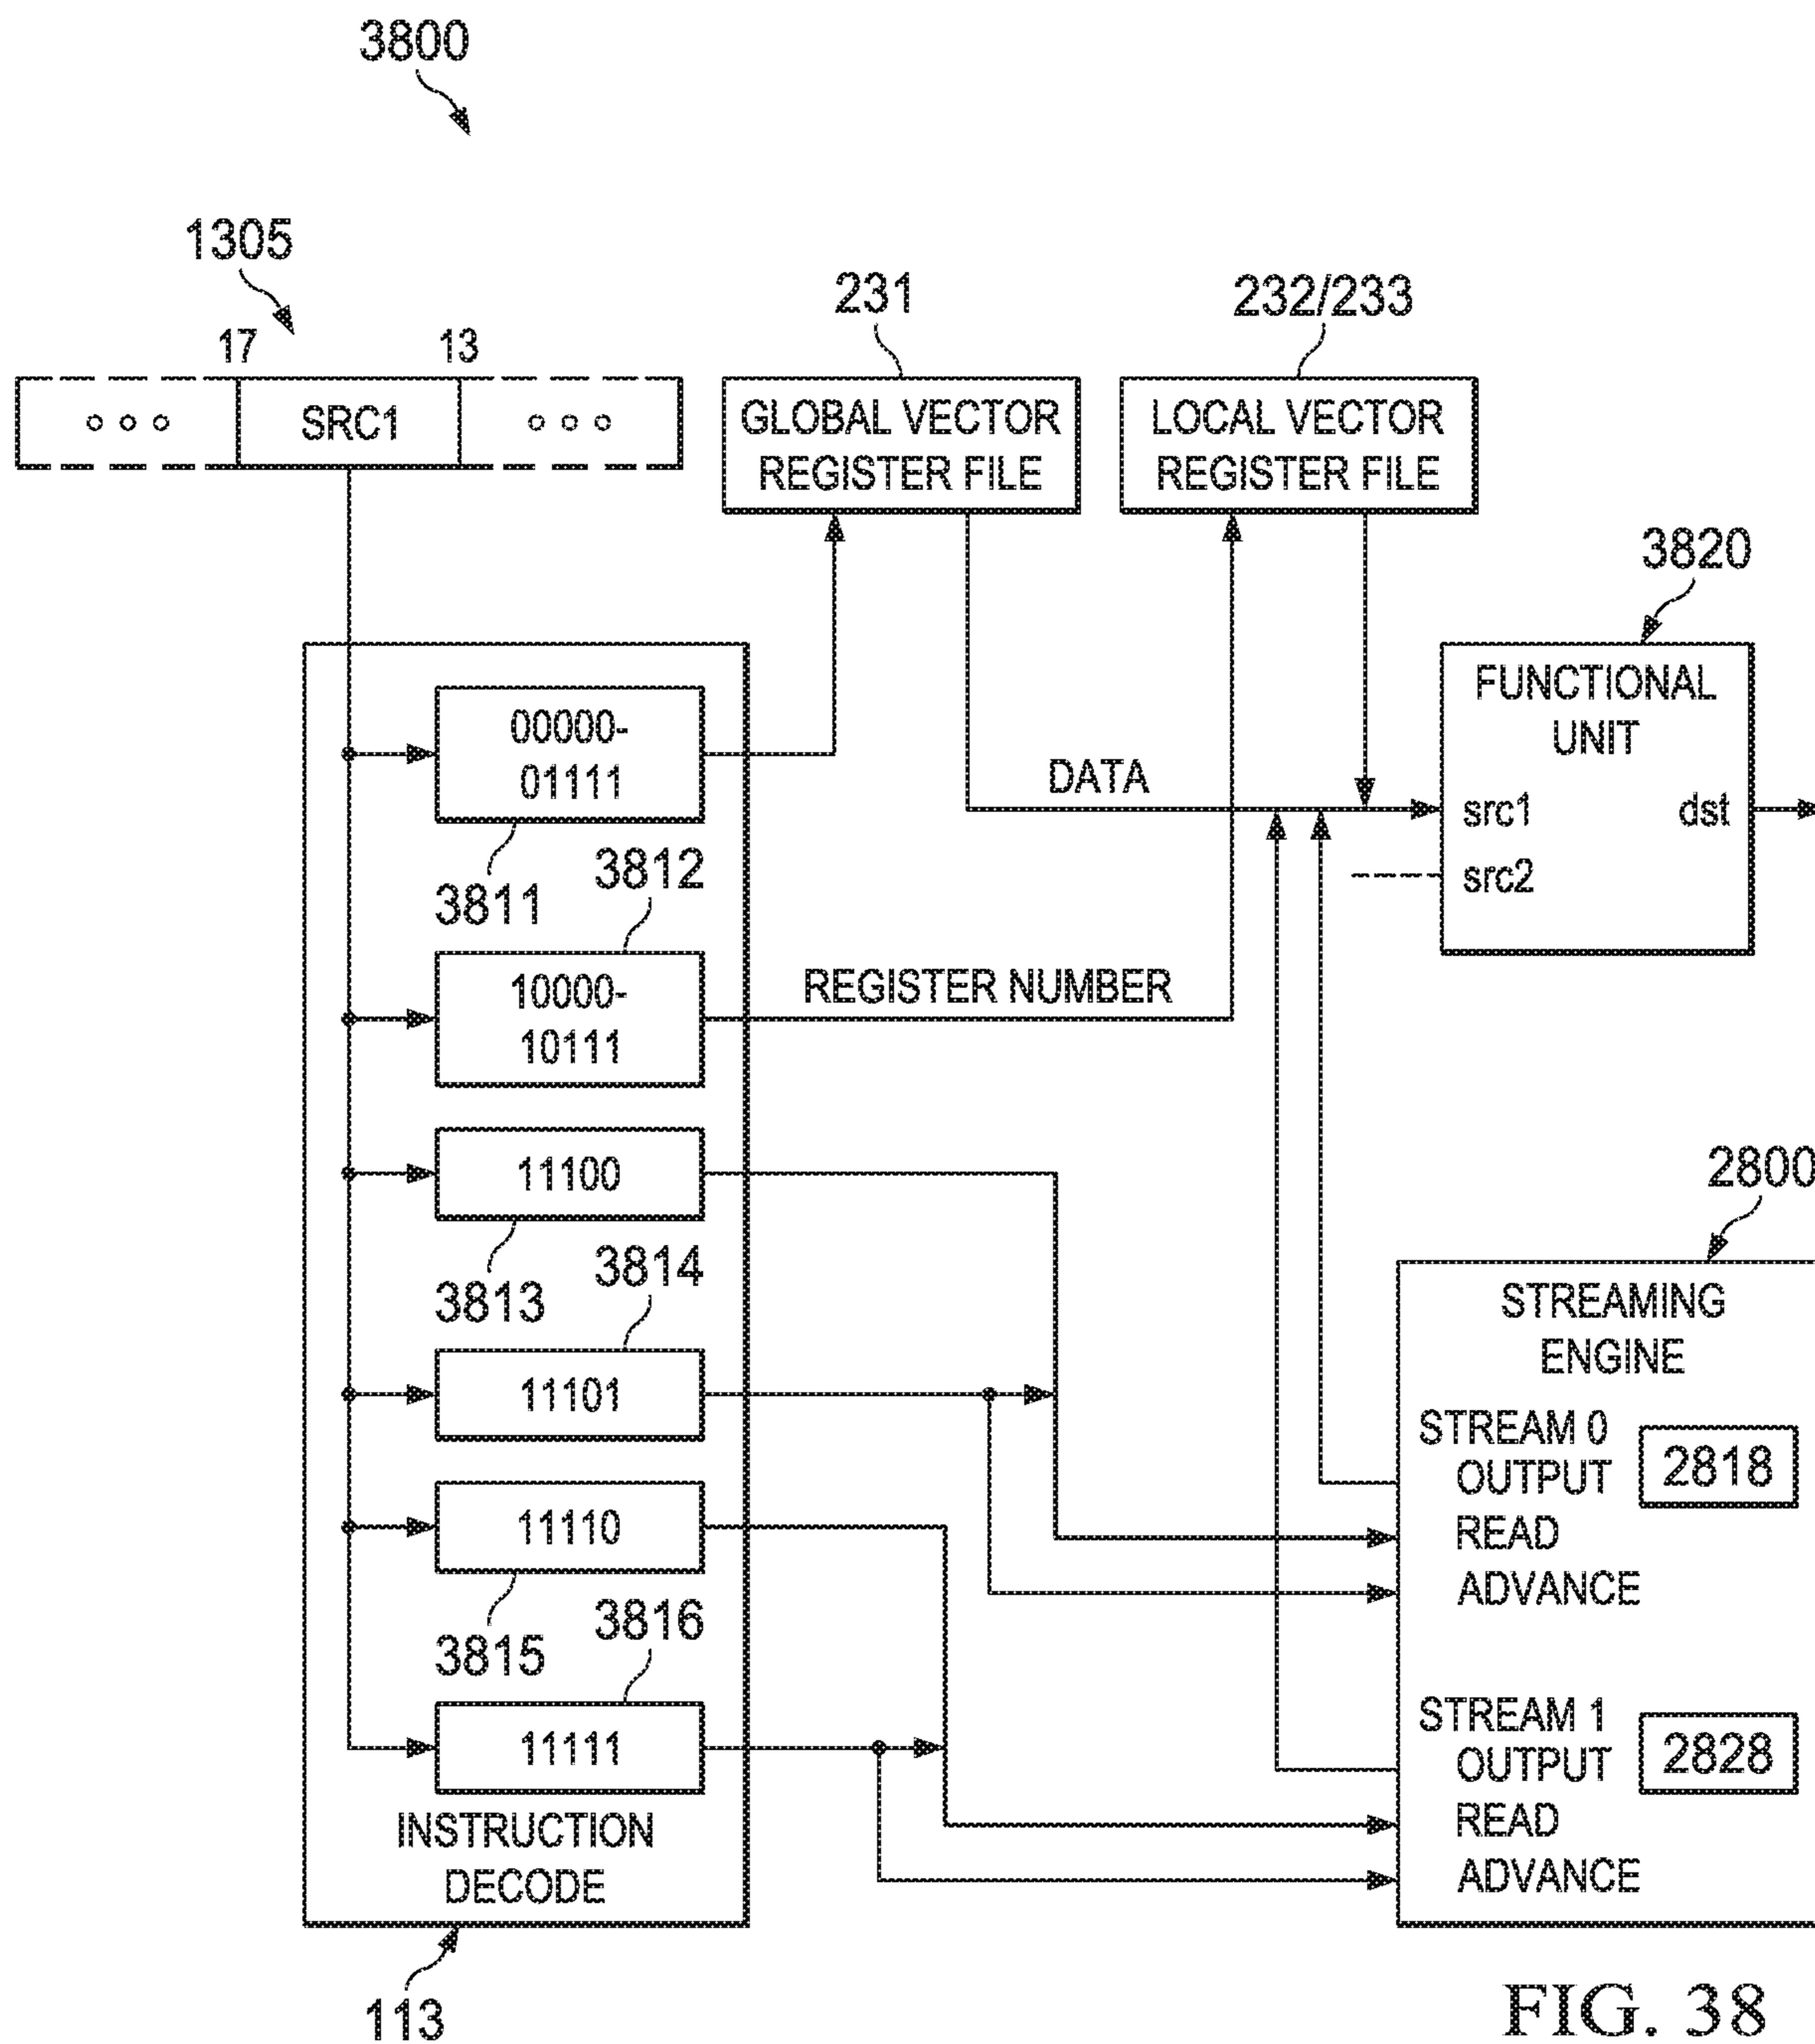 3800
1305
17
13
○ ○ ○
SRC1
○ ○ ○
231
GLOBAL VECTOR
REGISTER FILE
232/233
LOCAL VECTOR
REGISTER FILE
3820
FUNCTIONAL
UNIT
src1
dst
src2
DATA
00000-
01111
3811
3812
10000-
10111
REGISTER NUMBER
11100
3813
3814
11101
11110
3815
3816
11111
INSTRUCTION
DECODE
113
2800
STREAMING
ENGINE
STREAM 0
OUTPUT
2818
READ
ADVANCE
STREAM 1
OUTPUT
2828
READ
ADVANCE
FIG. 38